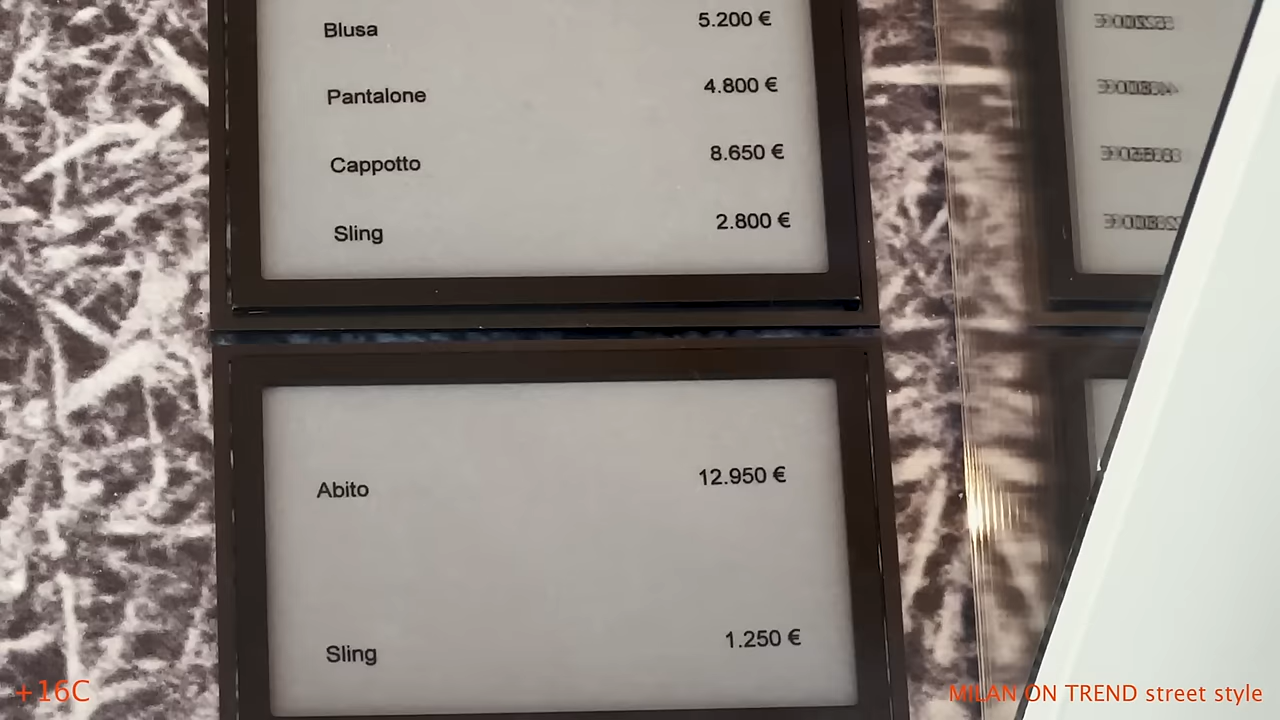 Blusa 5.200 €
Pantalone 4.800 €
Cappotto 8.650 €
Sling 2.800 €
Abito 12.950 €
Sling 1.250 €
+16C
MILAN ON TREND street style